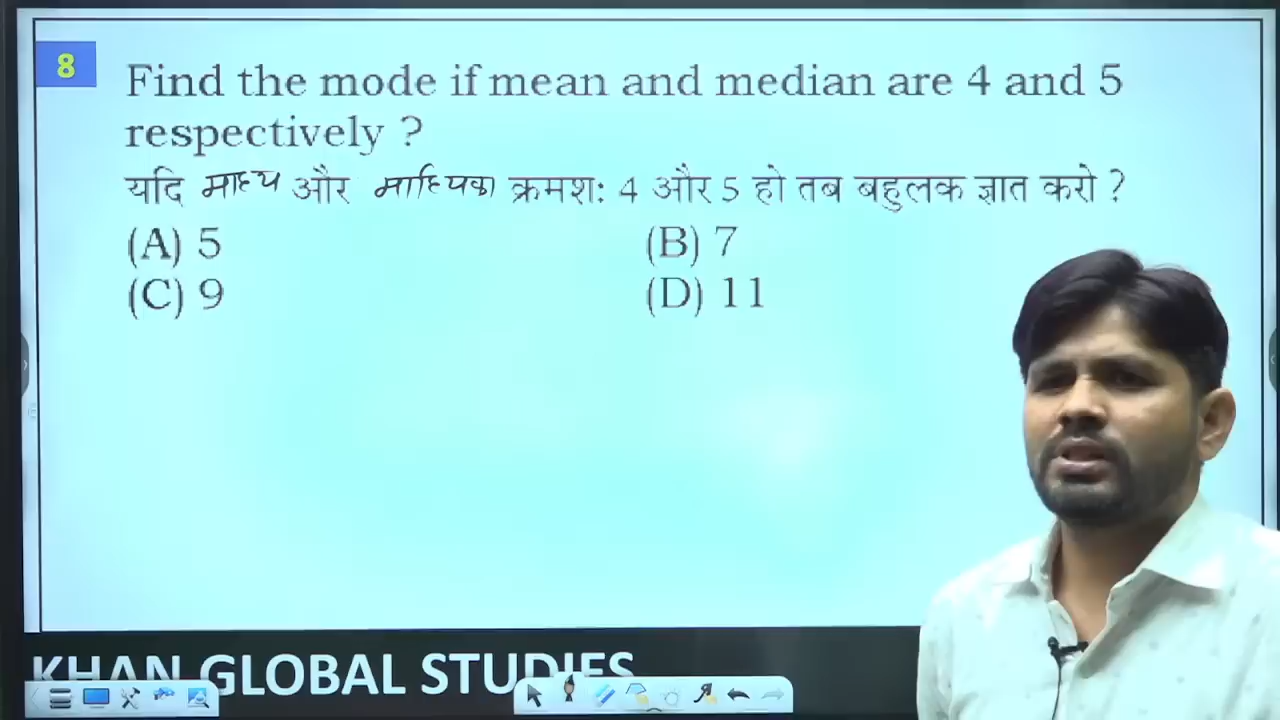 8
Find the mode if mean and median are 4 and 5
respectively ?
यदि माध्य और माध्यिका क्रमश: 4 और 5 हो तब बहुलक ज्ञात करो ?
(A) 5
(B) 7
(C) 9
(D) 11
KHAN GLOBAL STUDIES